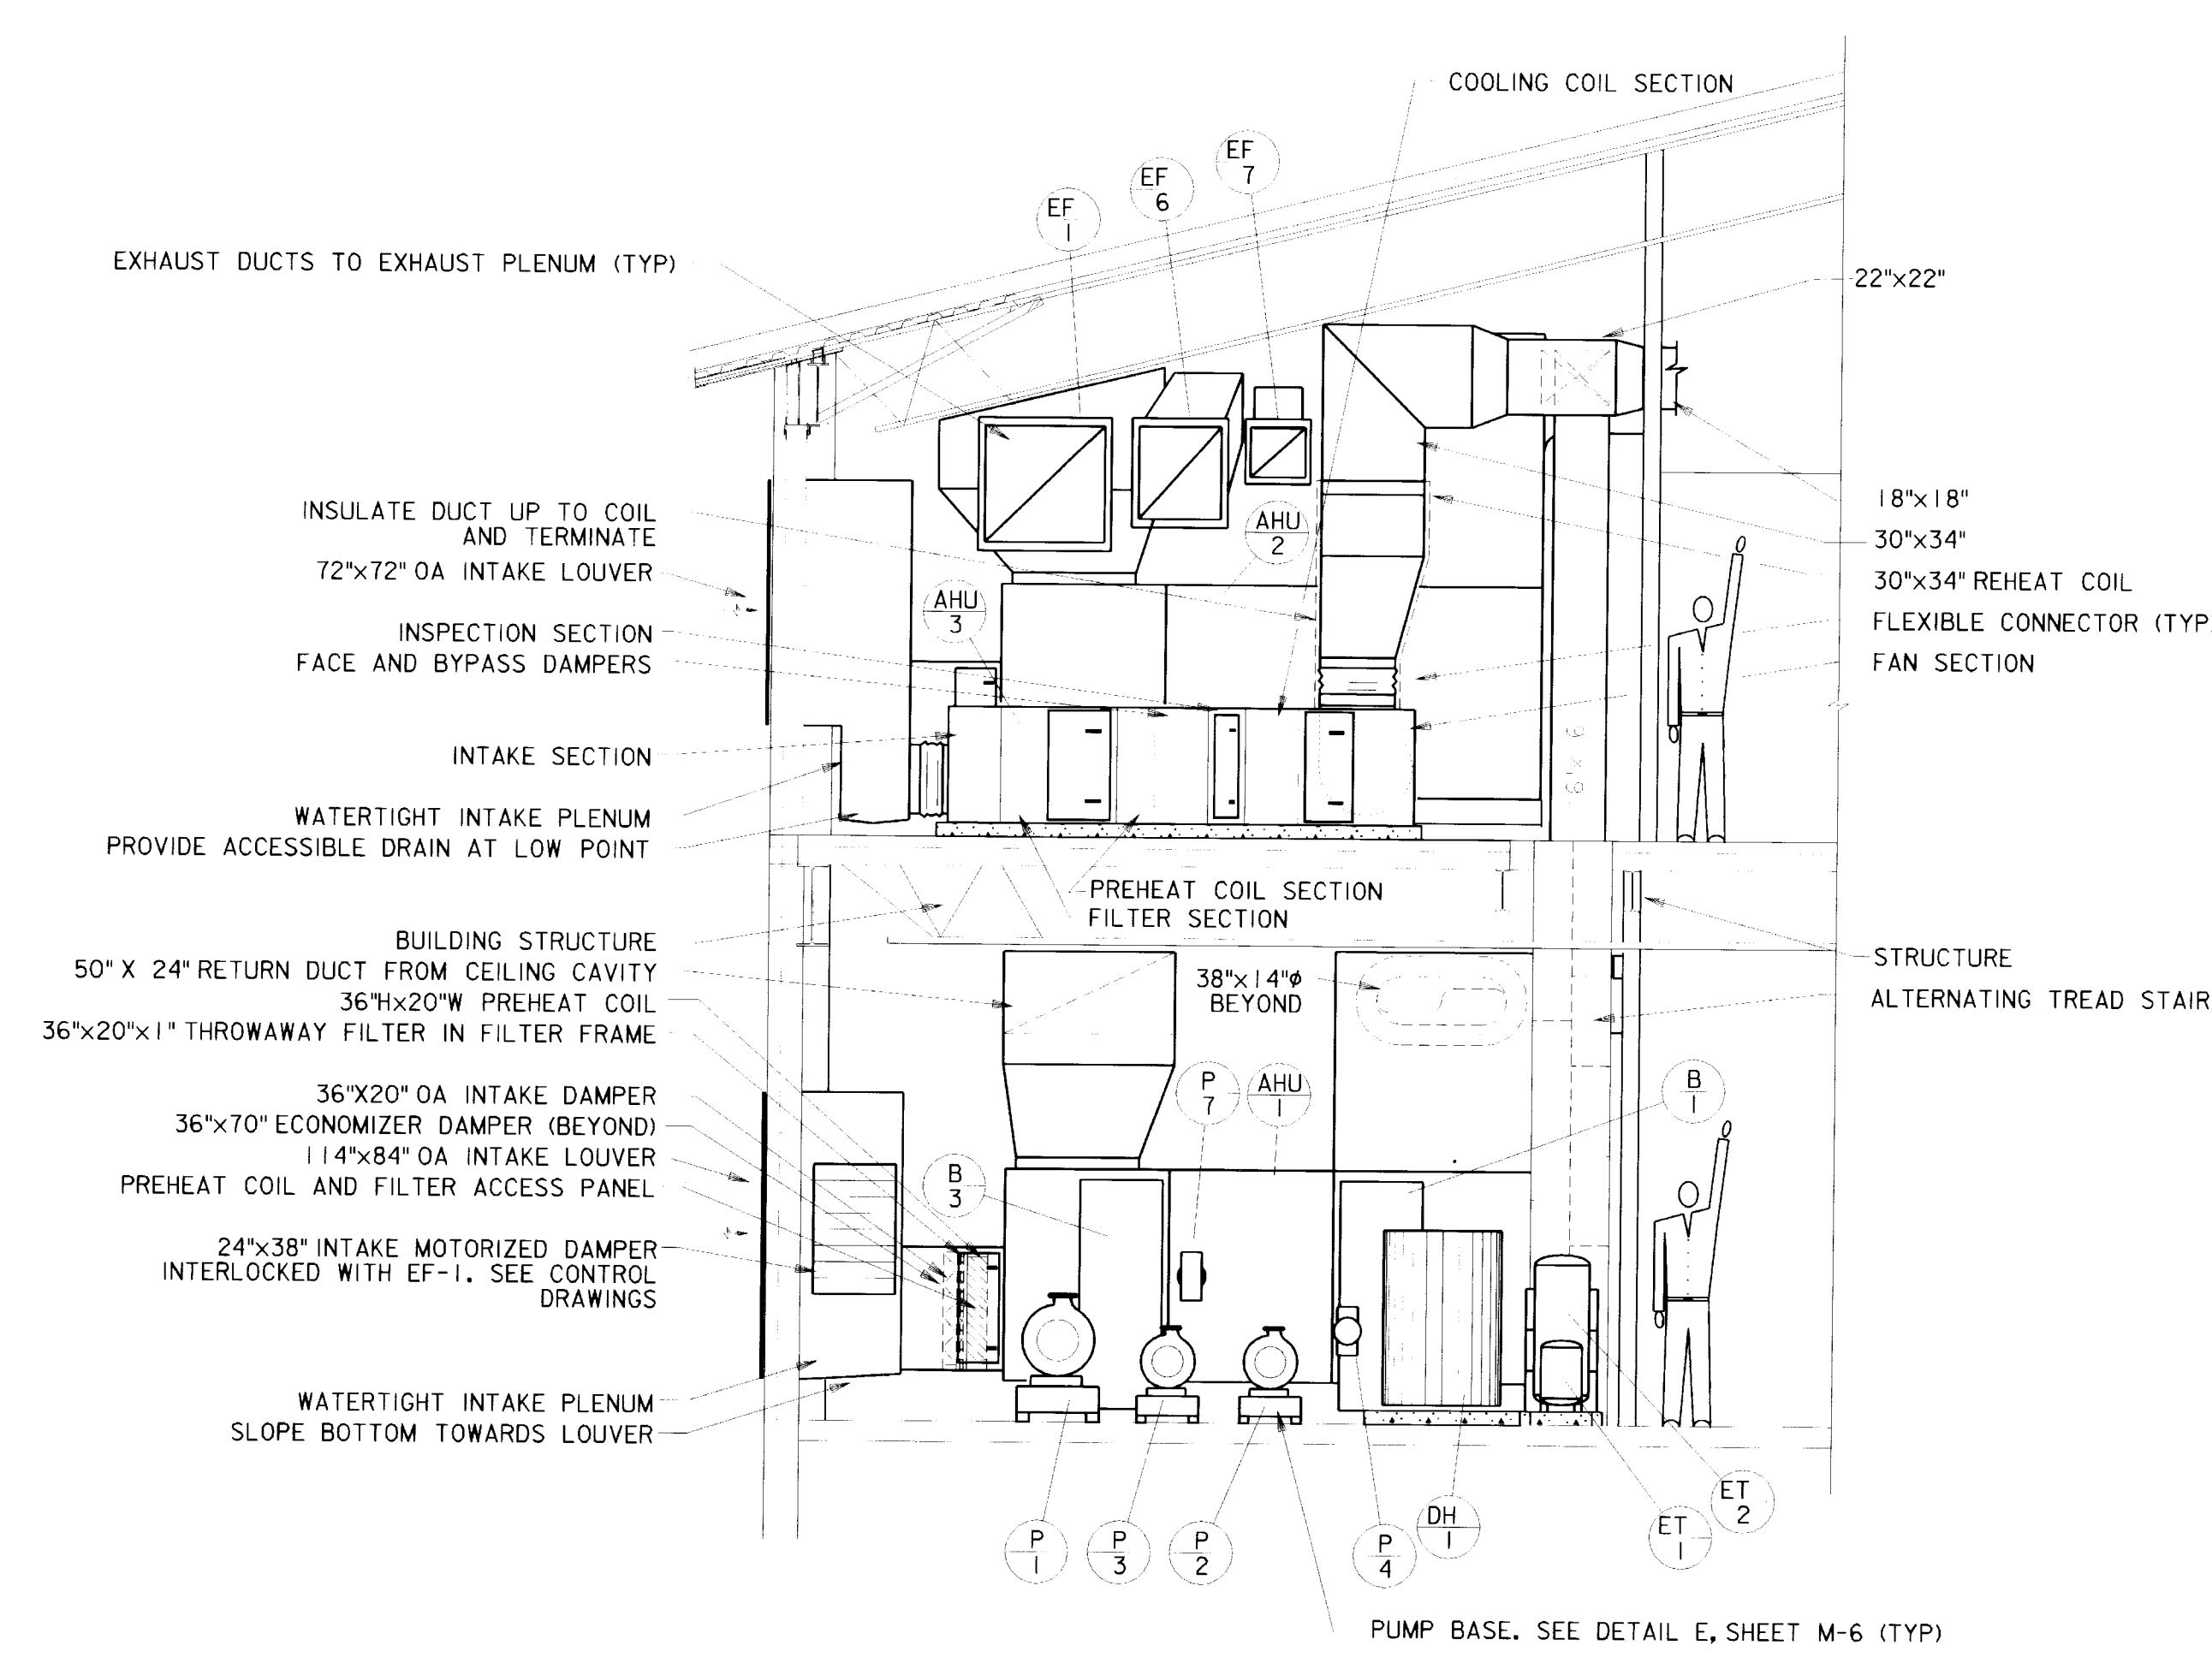 COOLING COIL SECTION
EF
7
EF
6
EF
1
EXHAUST DUCTS TO EXHAUST PLENUM (TYP)
22"x22"
INSULATE DUCT UP TO COIL
AND TERMINATE
72"x72" OA INTAKE LOUVER
INSPECTION SECTION
FACE AND BYPASS DAMPERS
INTAKE SECTION
WATERTIGHT INTAKE PLENUM
PROVIDE ACCESSIBLE DRAIN AT LOW POINT
AHU
2
AHU
3
18"x18"
30"x34"
30"x34" REHEAT COIL
FLEXIBLE CONNECTOR (TYP
FAN SECTION
6'x 6
PREHEAT COIL SECTION
FILTER SECTION
BUILDING STRUCTURE
50" X 24" RETURN DUCT FROM CEILING CAVITY
36"Hx20"W PREHEAT COIL
36"x20"x1" THROWAWAY FILTER IN FILTER FRAME
36"X20" OA INTAKE DAMPER
36"x70" ECONOMIZER DAMPER (BEYOND)
114"x84" OA INTAKE LOUVER
PREHEAT COIL AND FILTER ACCESS PANEL
24"x38" INTAKE MOTORIZED DAMPER
INTERLOCKED WITH EF-1. SEE CONTROL
DRAWINGS
WATERTIGHT INTAKE PLENUM
SLOPE BOTTOM TOWARDS LOUVER
38"x14"ø
BEYOND
STRUCTURE
ALTERNATING TREAD STAIR
P
7
AHU
1
B
1
B
3
P
1
P
3
P
2
P
4
DH
1
ET
1
ET
2
PUMP BASE. SEE DETAIL E, SHEET M-6 (TYP)